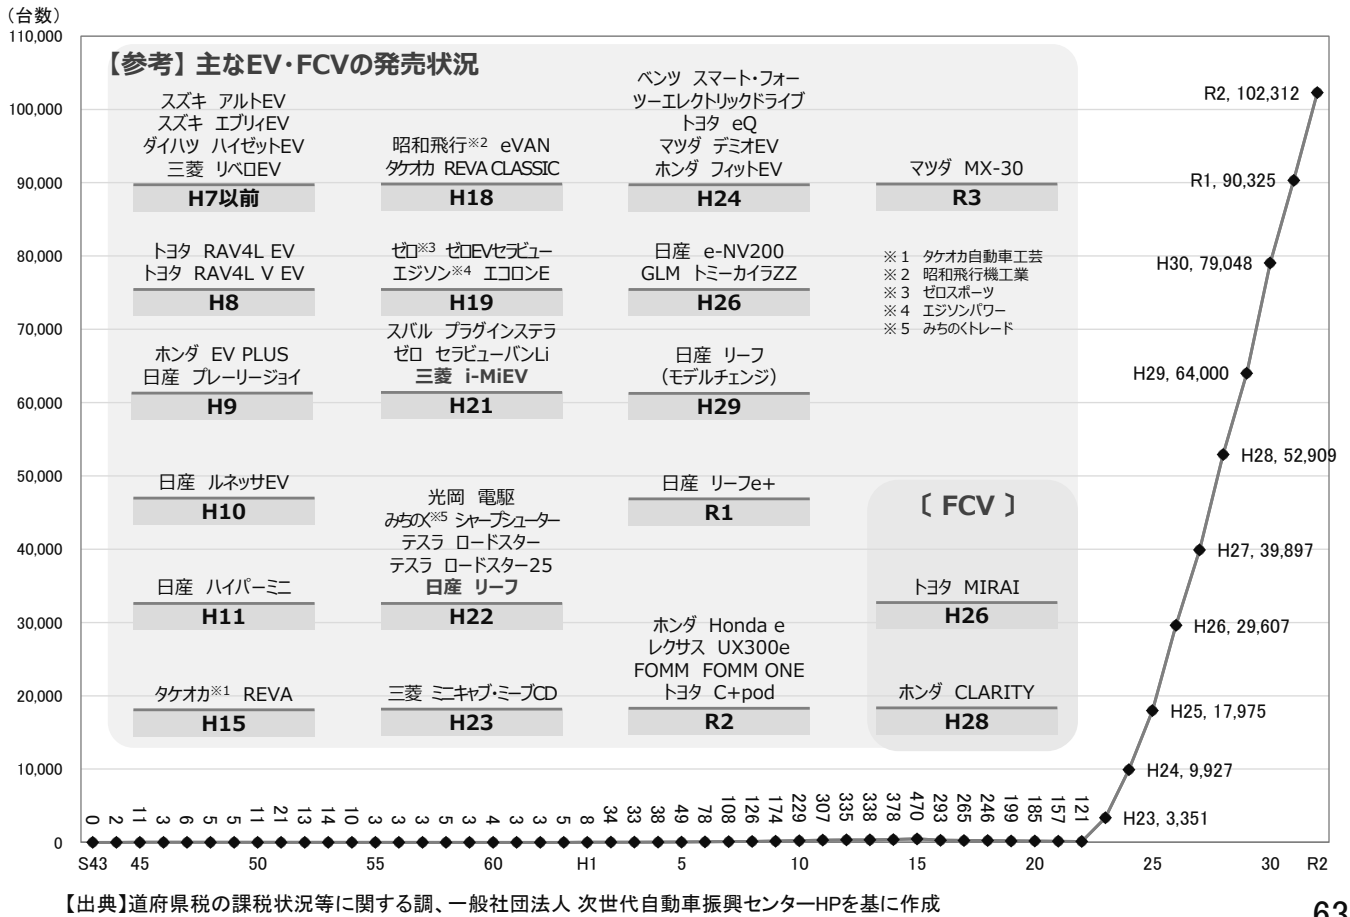 （台数）
110,000
100,000
90,000
80,000
70,000
60,000
50,000
40,000
30,000
20,000
10,000
0
【参考】 主なEV・FCVの発売状況
スズキ アルトEV
スズキ エブリィEV
ダイハツ ハイゼットEV
三菱 リベロEV
H7以前
トヨタ RAV4L EV
トヨタ RAV4L V EV
H8
ホンダ EV PLUS
日産 プレーリージョイ
H9
日産 ルネッサEV
H10
日産 ハイパーミニ
H11
タケオカ※1 REVA
H15
昭和飛行※2 eVAN
タケオカ REVA CLASSIC
H18
ゼロ※3 ゼロEVセラビュー
エジソン※4 エコロンE
H19
スバル プラグインステラ
ゼロ セラビューバンLi
三菱 i-MiEV
H21
光岡 電駆
みちのく※5 シャープシューター
テスラ ロードスター
テスラ ロードスター25
日産 リーフ
H22
三菱 ミニキャブ・ミーブCD
H23
ベンツ スマート・フォー
ツーエレクトリックドライブ
トヨタ eQ
マツダ デミオEV
ホンダ フィットEV
H24
日産 e-NV200
GLM トミーカイラZZ
H26
日産 リーフ
（モデルチェンジ）
H29
日産 リーフe+
R1
ホンダ Honda e
レクサス UX300e
FOMM FOMM ONE
トヨタ C+pod
R2
マツダ MX-30
R3
※１ タケオカ自動車工芸
※２ 昭和飛行機工業
※３ ゼロスポーツ
※４ エジソンパワー
※５ みちのくトレード
〔 FCV 〕
トヨタ MIRAI
H26
ホンダ CLARITY
H28
R2, 102,312
R1, 90,325
H30, 79,048
H29, 64,000
H28, 52,909
H27, 39,897
H26, 29,607
H25, 17,975
H24, 9,927
H23, 3,351
0 2 11 3 6 5 5 11 21 13 14 10 3 3 3 5 3 4 3 3 5 8 34 33 38 49 78 108 126 174 229 307 335 338 378 470 293 265 246 199 185 157 121
S43 45 50 55 60 H1 5 10 15 20 25 30 R2
【出典】道府県税の課税状況等に関する調、一般社団法人 次世代自動車振興センターHPを基に作成
63